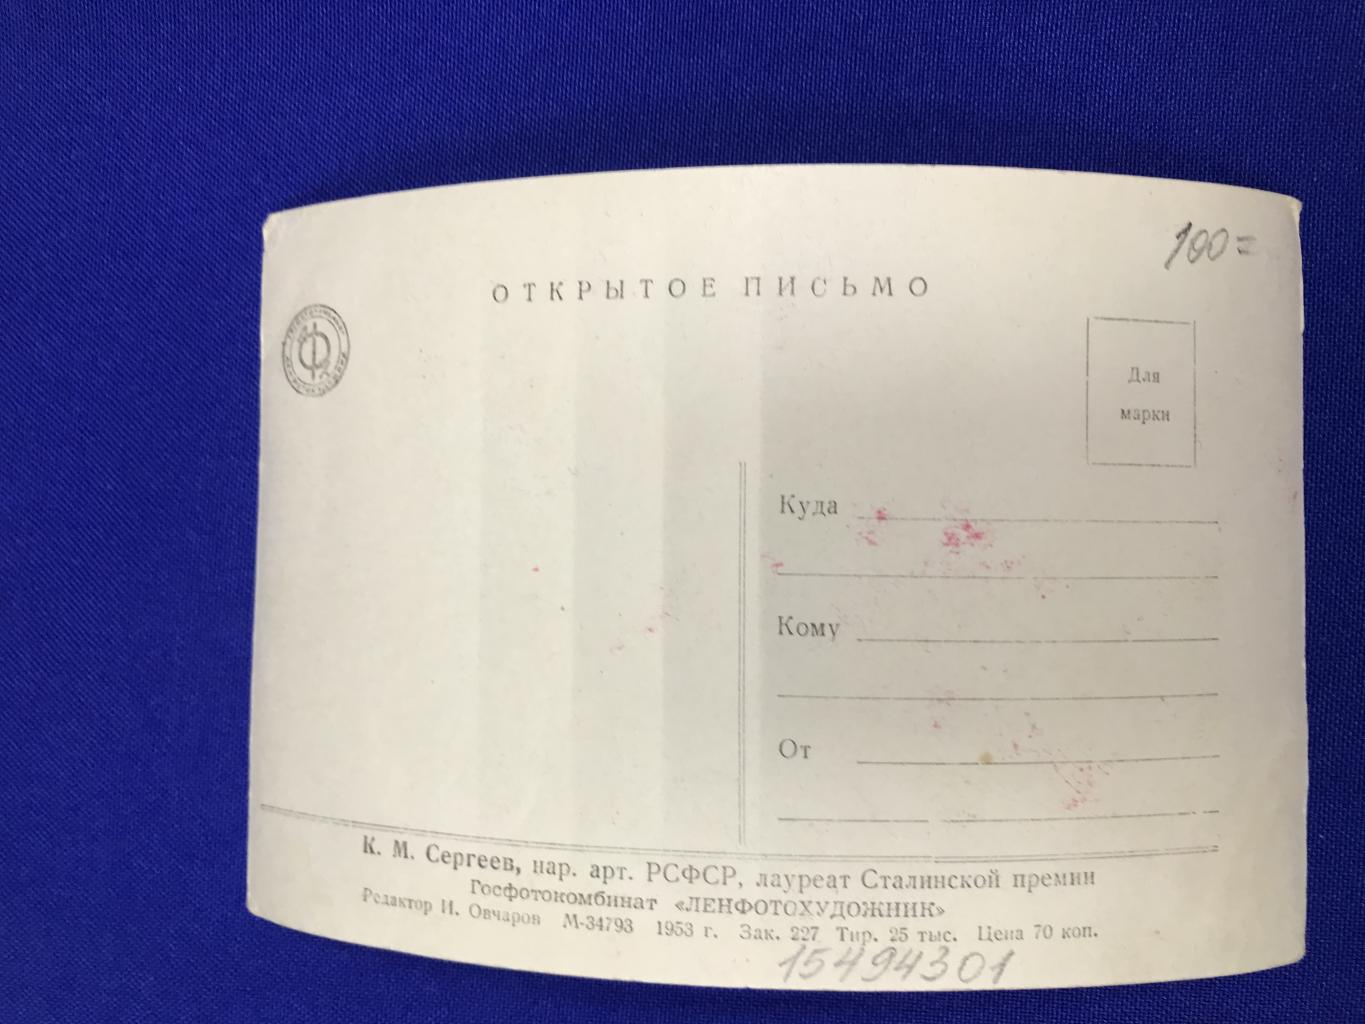 100=
ОТКРЫТОЕ ПИСЬМО
Для
марки
Куда
Кому
От
К. М. Сергеев, нар. арт. РСФСР, лауреат Сталинской премии
Госфотокомбинат «ЛЕНФОТОХУДОЖНИК»
Редактор И. Овчаров М-34793 1953 г. Зак. 227 Тир. 25 тыс. Цена 70 коп.
15494301